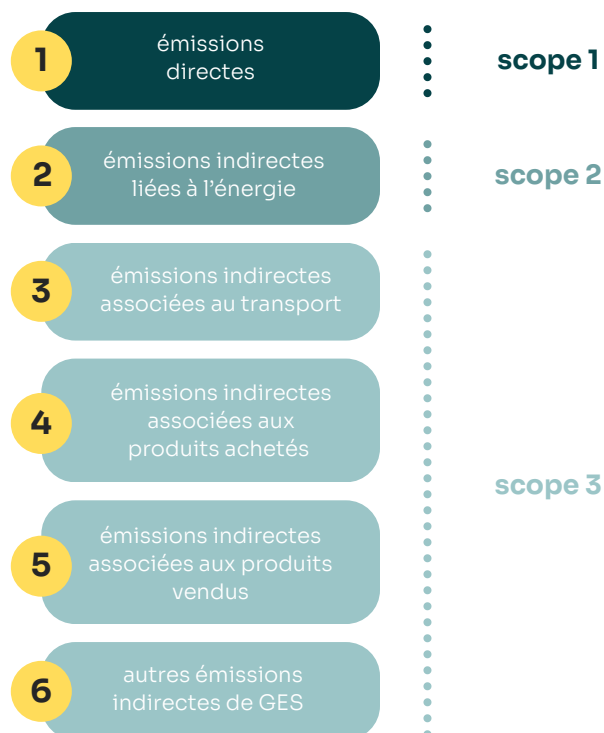 1
émissions
directes
scope 1
2
émissions indirectes
liées à l'énergie
scope 2
3
émissions indirectes
associées au transport
4
émissions indirectes
associées aux
produits achetés
scope 3
5
émissions indirectes
associées aux produits
vendus
6
autres émissions
indirectes de GES